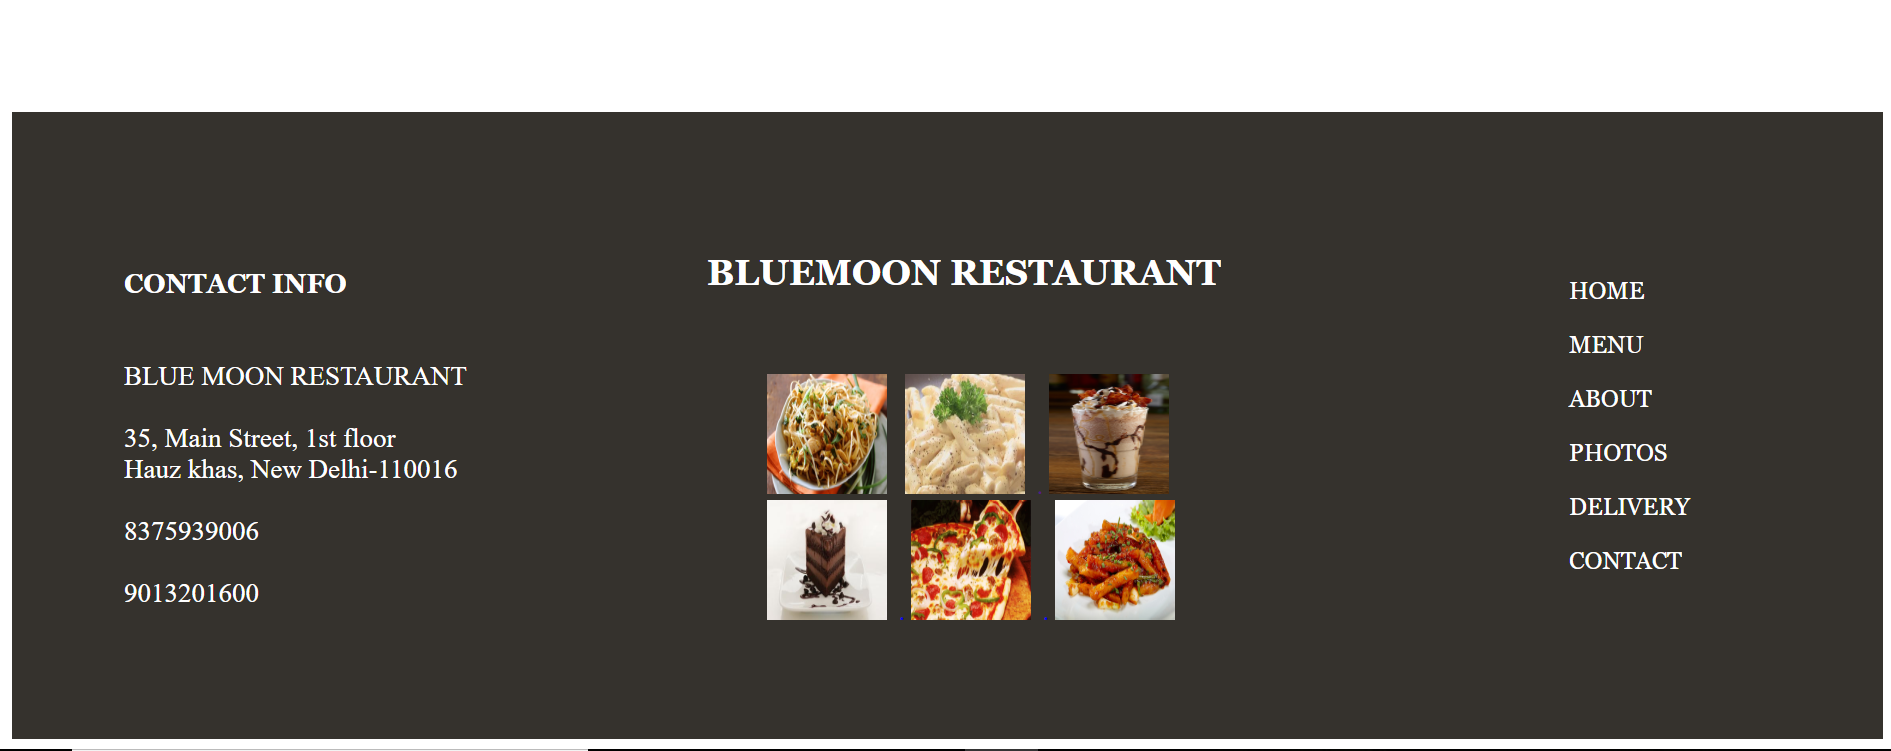 CONTACT INFO
BLUE MOON RESTAURANT
35, Main Street, 1st floor
Hauz khas, New Delhi-110016
8375939006
9013201600
BLUEMOON RESTAURANT
HOME
MENU
ABOUT
PHOTOS
DELIVERY
CONTACT